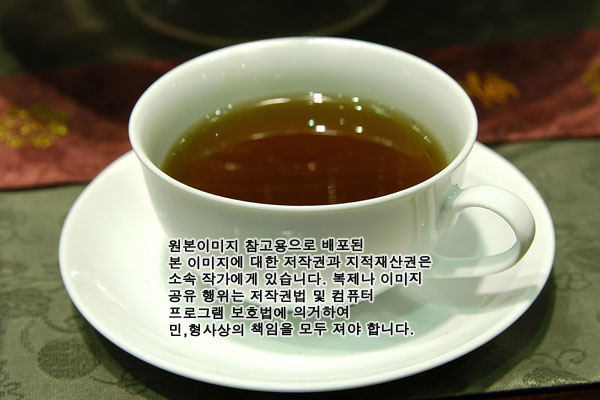 원본이미지 참고용으로 배포된
본 이미지에 대한 저작권과 지적재산권은
소속 작가에게 있습니다. 복제나 이미지
공유 행위는 저작권법 및 컴퓨터
프로그램 보호법에 의거하여
민,형사상의 책임을 모두 져야 합니다.